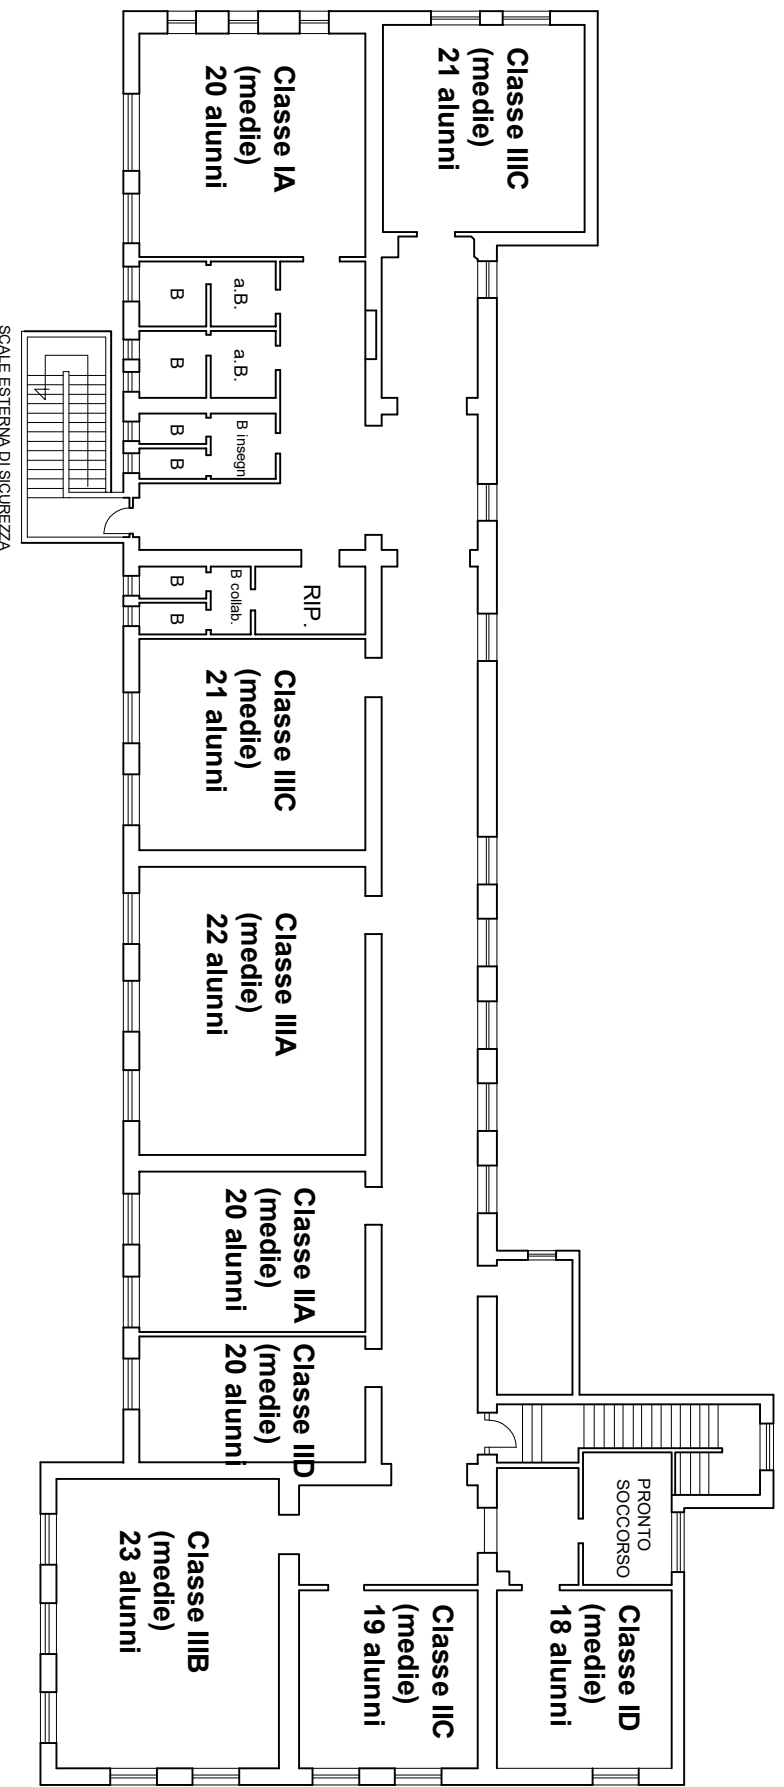 Classe IIIC
(medie)
21 alunni
Classe IA
(medie)
20 alunni
a.B.
B
a.B.
B
B insegn
B
B
SCALE ESTERNA DI SICUREZZA
RIP.
B collab.
B
B
Classe IIIC
(medie)
21 alunni
Classe IIIA
(medie)
22 alunni
Classe IIA
(medie)
20 alunni
Classe IID
(medie)
20 alunni
PRONTO
SOCCORSO
Classe IIIB
(medie)
23 alunni
Classe IIC
(medie)
19 alunni
Classe ID
(medie)
18 alunni